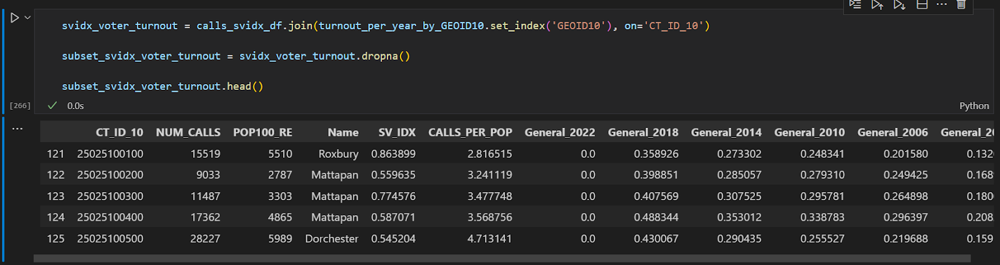 svidx_voter_turnout = calls_svidx_df.join(turnout_per_year_by_GEOID10.set_index('GEOID10'), on='CT_ID_10')
subset_svidx_voter_turnout = svidx_voter_turnout.dropna()
subset_svidx_voter_turnout.head()
[266] 0.0s Python
CT_ID_10 NUM_CALLS POP100_RE Name SV_IDX CALLS_PER_POP General_2022 General_2018 General_2014 General_2010 General_2006 General_20
121 25025100100 15519 5510 Roxbury 0.863899 2.816515 0.0 0.358926 0.273302 0.248341 0.201580 0.132
122 25025100200 9033 2787 Mattapan 0.559635 3.241119 0.0 0.398851 0.285057 0.279310 0.249425 0.168
123 25025100300 11487 3303 Mattapan 0.774576 3.477748 0.0 0.407569 0.307525 0.295781 0.264898 0.180
124 25025100400 17362 4865 Mattapan 0.587071 3.568756 0.0 0.488344 0.353012 0.338783 0.296397 0.208
125 25025100500 28227 5989 Dorchester 0.545204 4.713141 0.0 0.430067 0.290435 0.255527 0.219688 0.159